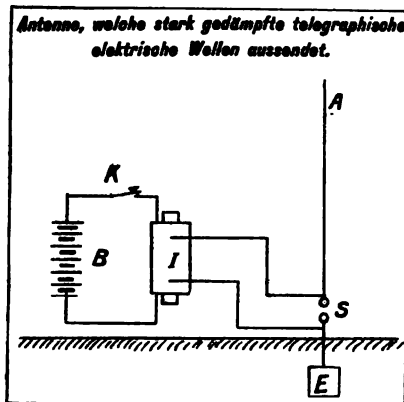 Antenne, welche stark gedämpfte telegraphische
elektrische Wellen aussendet.
A
K
B
I
S
E